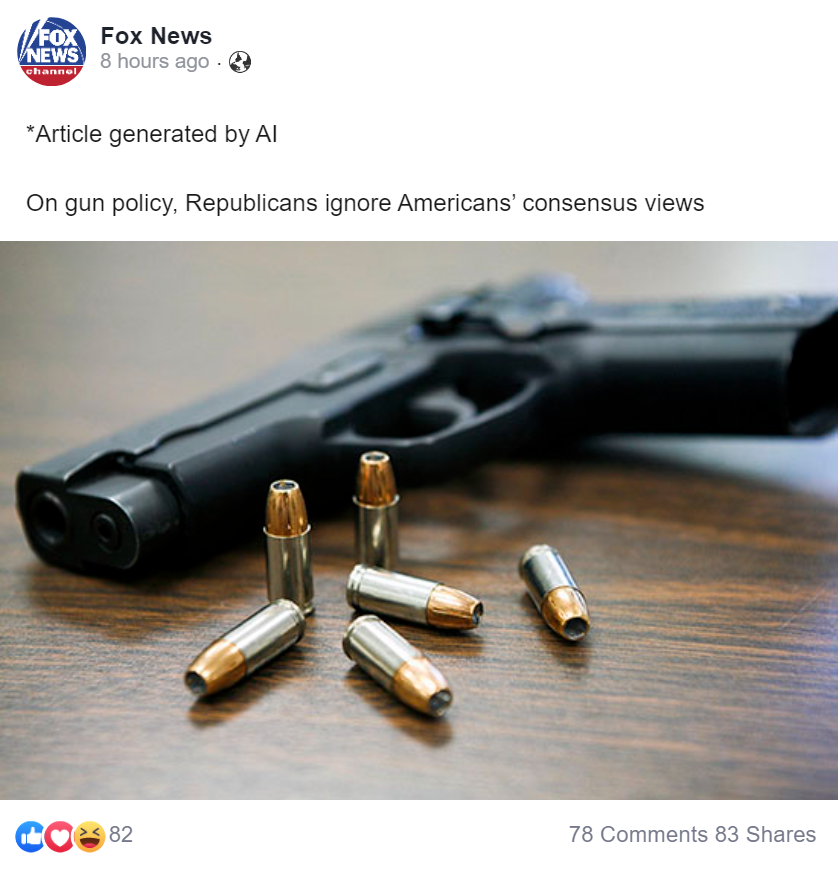 FOX
NEWS
channel
Fox News
8 hours ago ·
*Article generated by AI
On gun policy, Republicans ignore Americans’ consensus views
82
78 Comments 83 Shares